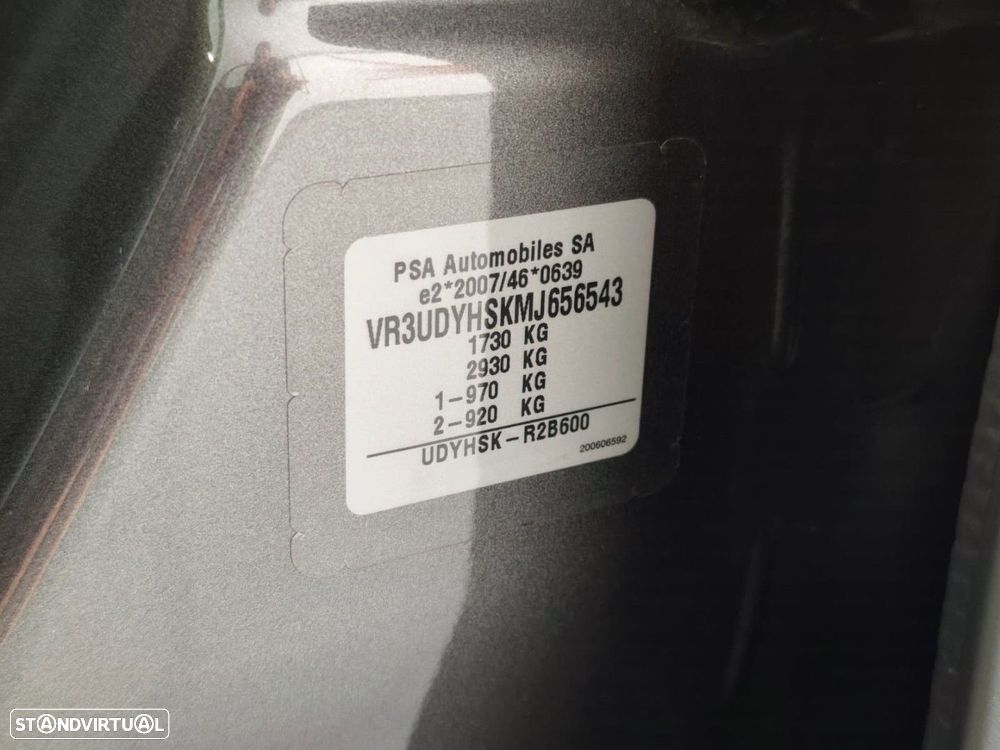 PSA Automobiles SA
e2*2007/46*0639
VR3UDYHSKMJ656543
1730 KG
2930 KG
1-970 KG
2-920 KG
UDYHSK-R2B600
200606592
STANDVIRTUAL